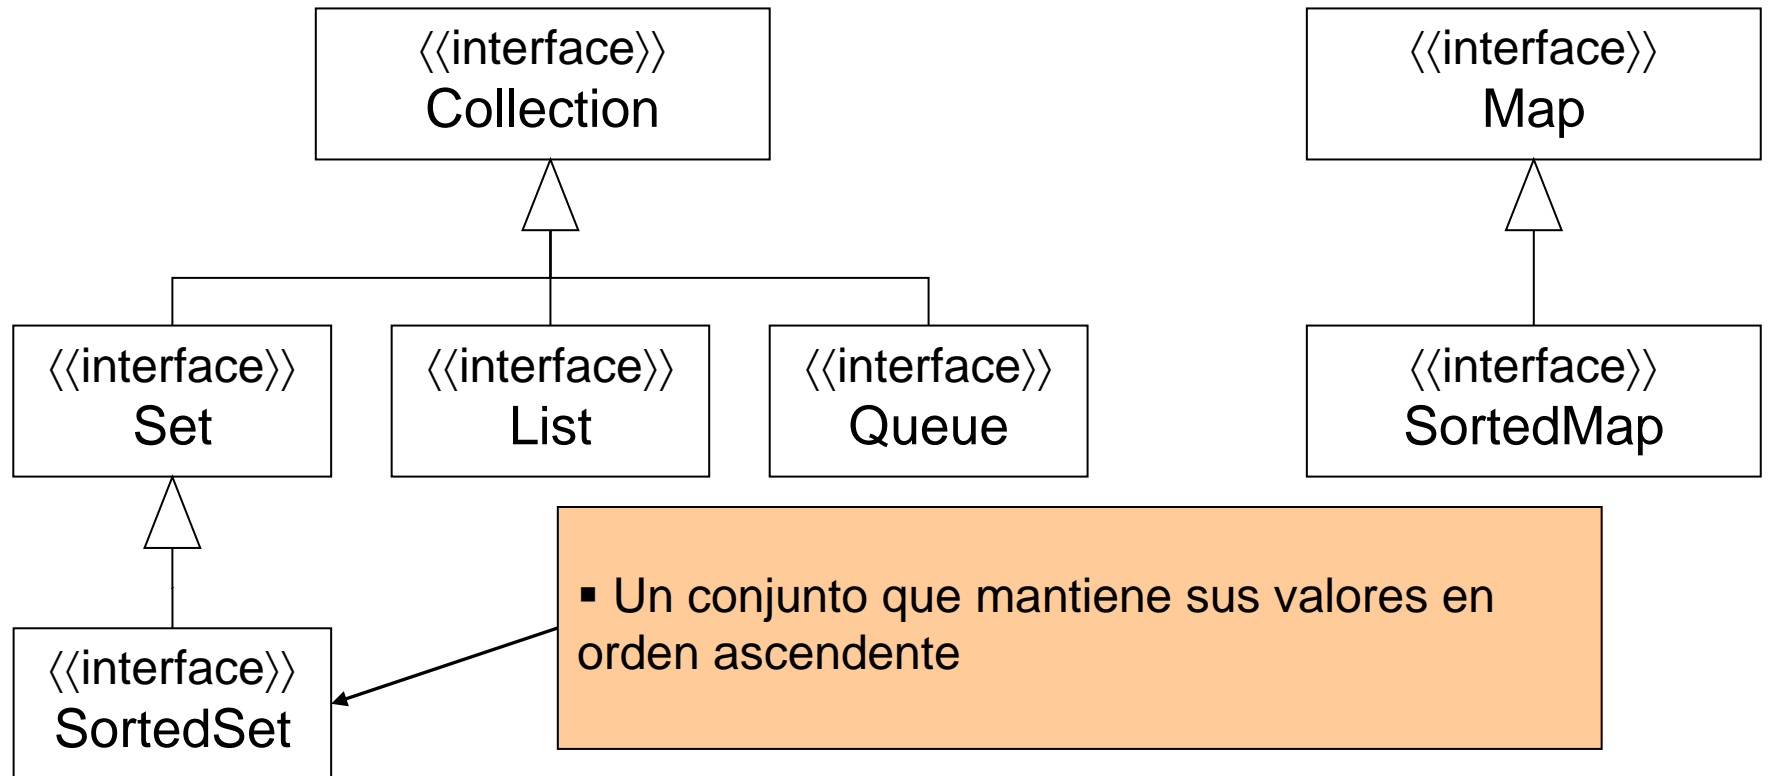 〈〈interface〉〉
Collection
〈〈interface〉〉
Map
〈〈interface〉〉
Set
〈〈interface〉〉
List
〈〈interface〉〉
Queue
〈〈interface〉〉
SortedMap
▪ Un conjunto que mantiene sus valores en
orden ascendente
〈〈interface〉〉
SortedSet